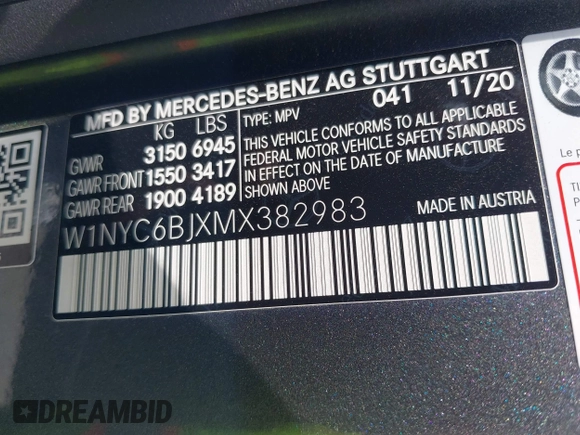 MFD BY MERCEDES-BENZ AG STUTTGART
KG LBS
TYPE: MPV 041 11/20
GVWR 3150 6945
GAWR FRONT 1550 3417
GAWR REAR 1900 4189
THIS VEHICLE CONFORMS TO ALL APPLICABLE
FEDERAL MOTOR VEHICLE SAFETY STANDARDS
IN EFFECT ON THE DATE OF MANUFACTURE
SHOWN ABOVE
W1NYC6BJXMX382983
MADE IN AUSTRIA
Le
DREAMBID